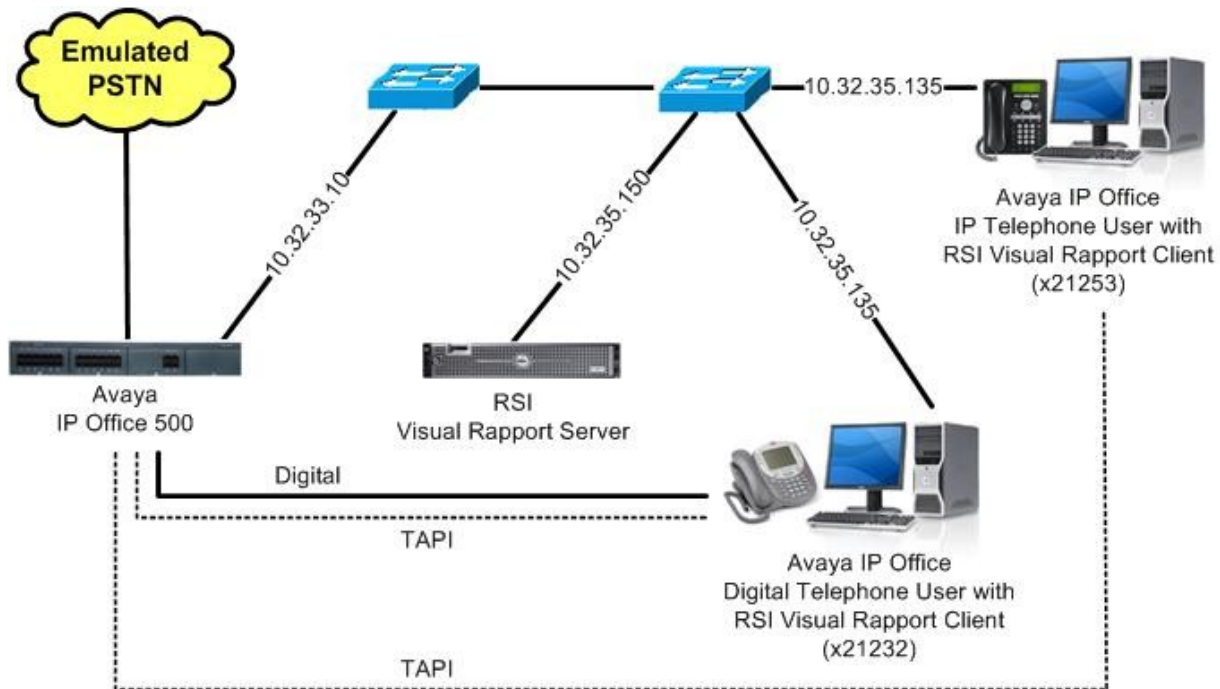 Emulated
PSTN
10.32.33.10
10.32.35.150
10.32.35.135
10.32.35.135
Avaya IP Office
IP Telephone User with
RSI Visual Rapport Client
(x21253)
Avaya
IP Office 500
RSI
Visual Rapport Server
Digital
TAPI
Avaya IP Office
Digital Telephone User with
RSI Visual Rapport Client
(x21232)
TAPI